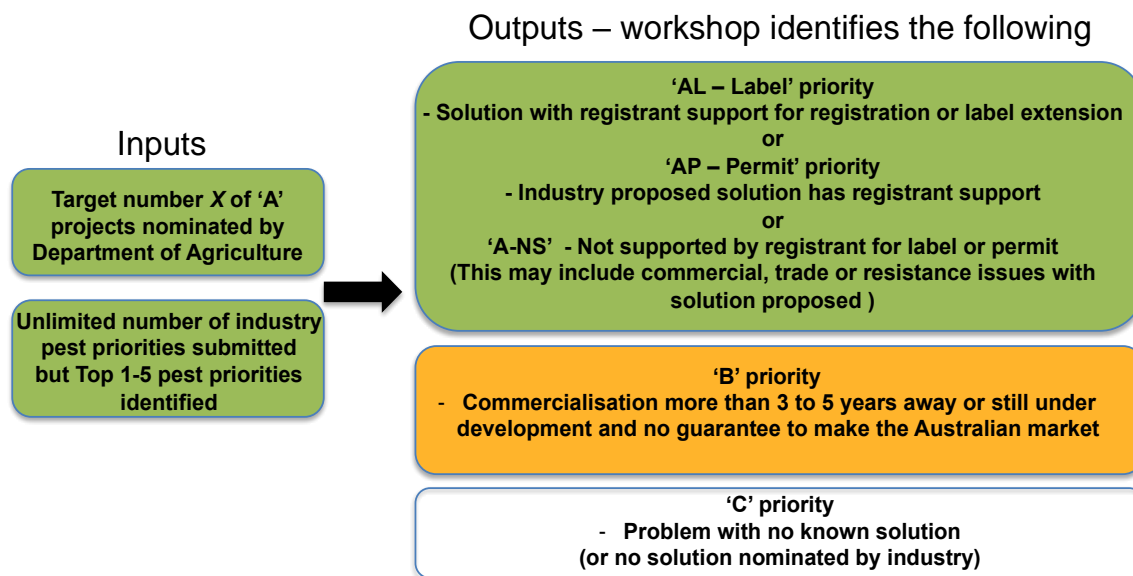 Outputs – workshop identifies the following
Inputs
Target number X of ‘A’
projects nominated by
Department of Agriculture
Unlimited number of industry
pest priorities submitted
but Top 1-5 pest priorities
identified
‘AL – Label’ priority
- Solution with registrant support for registration or label extension
or
‘AP – Permit’ priority
- Industry proposed solution has registrant support
or
‘A-NS’ - Not supported by registrant for label or permit
(This may include commercial, trade or resistance issues with
solution proposed )
‘B’ priority
- Commercialisation more than 3 to 5 years away or still under
development and no guarantee to make the Australian market
‘C’ priority
- Problem with no known solution
(or no solution nominated by industry)